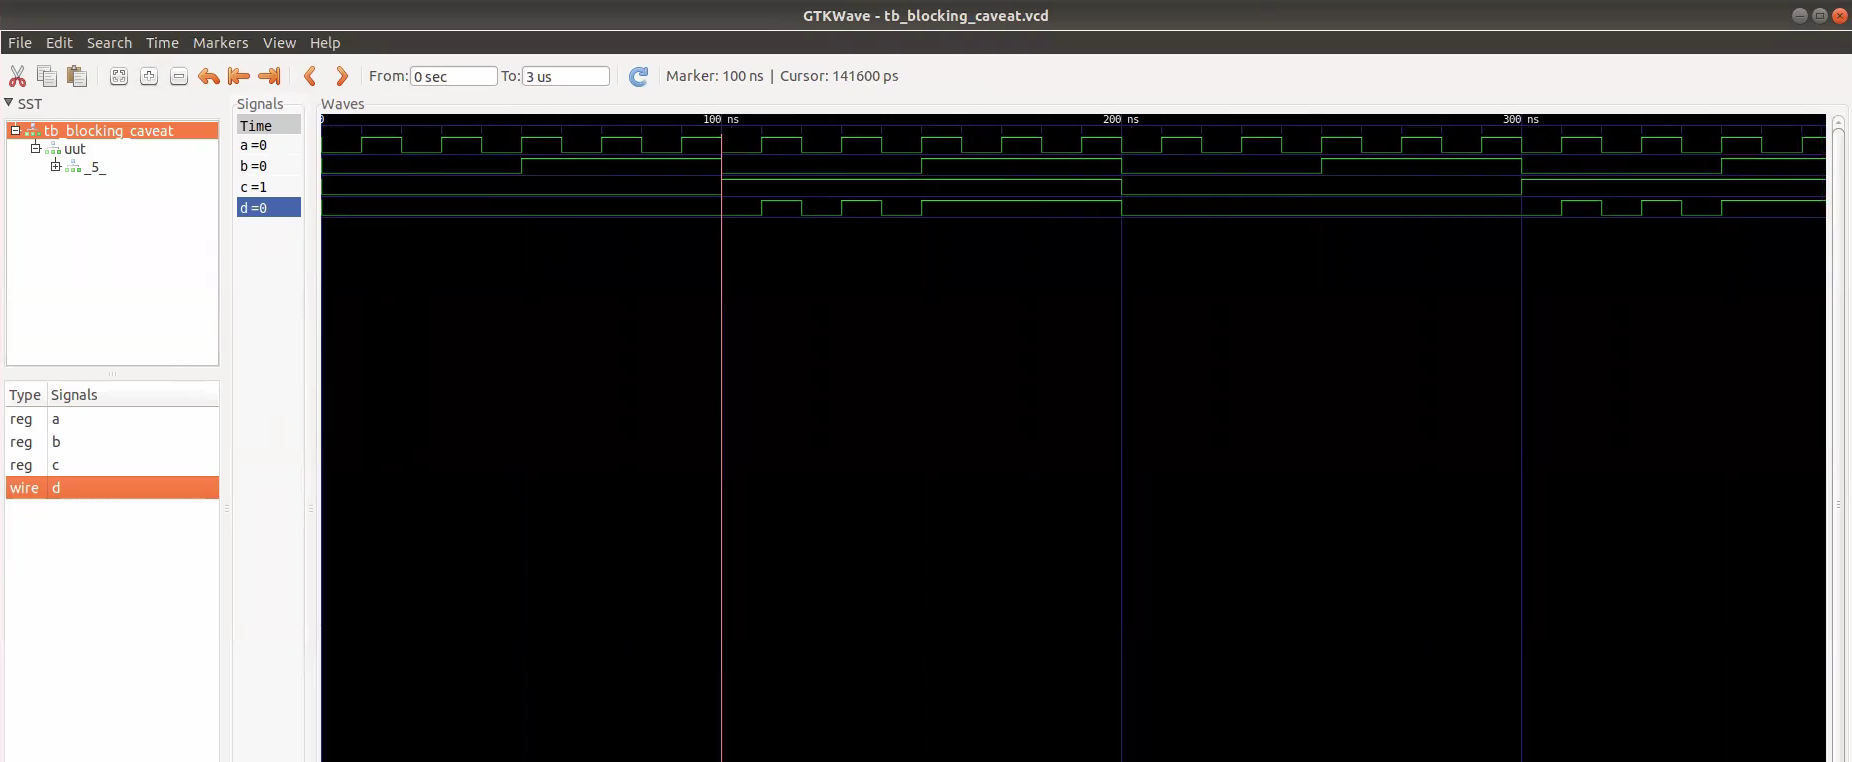 GTKWave - tb_blocking_caveat.vcd
File Edit Search Time Markers View Help
From: 0 sec To: 3 us Marker: 100 ns | Cursor: 141600 ps
SST
tb_blocking_caveat
uut
_5_
Type Signals
reg a
reg b
reg c
wire d
Signals
Time
a=0
b=0
c=1
d=0
Waves
0 100 ns 200 ns 300 ns